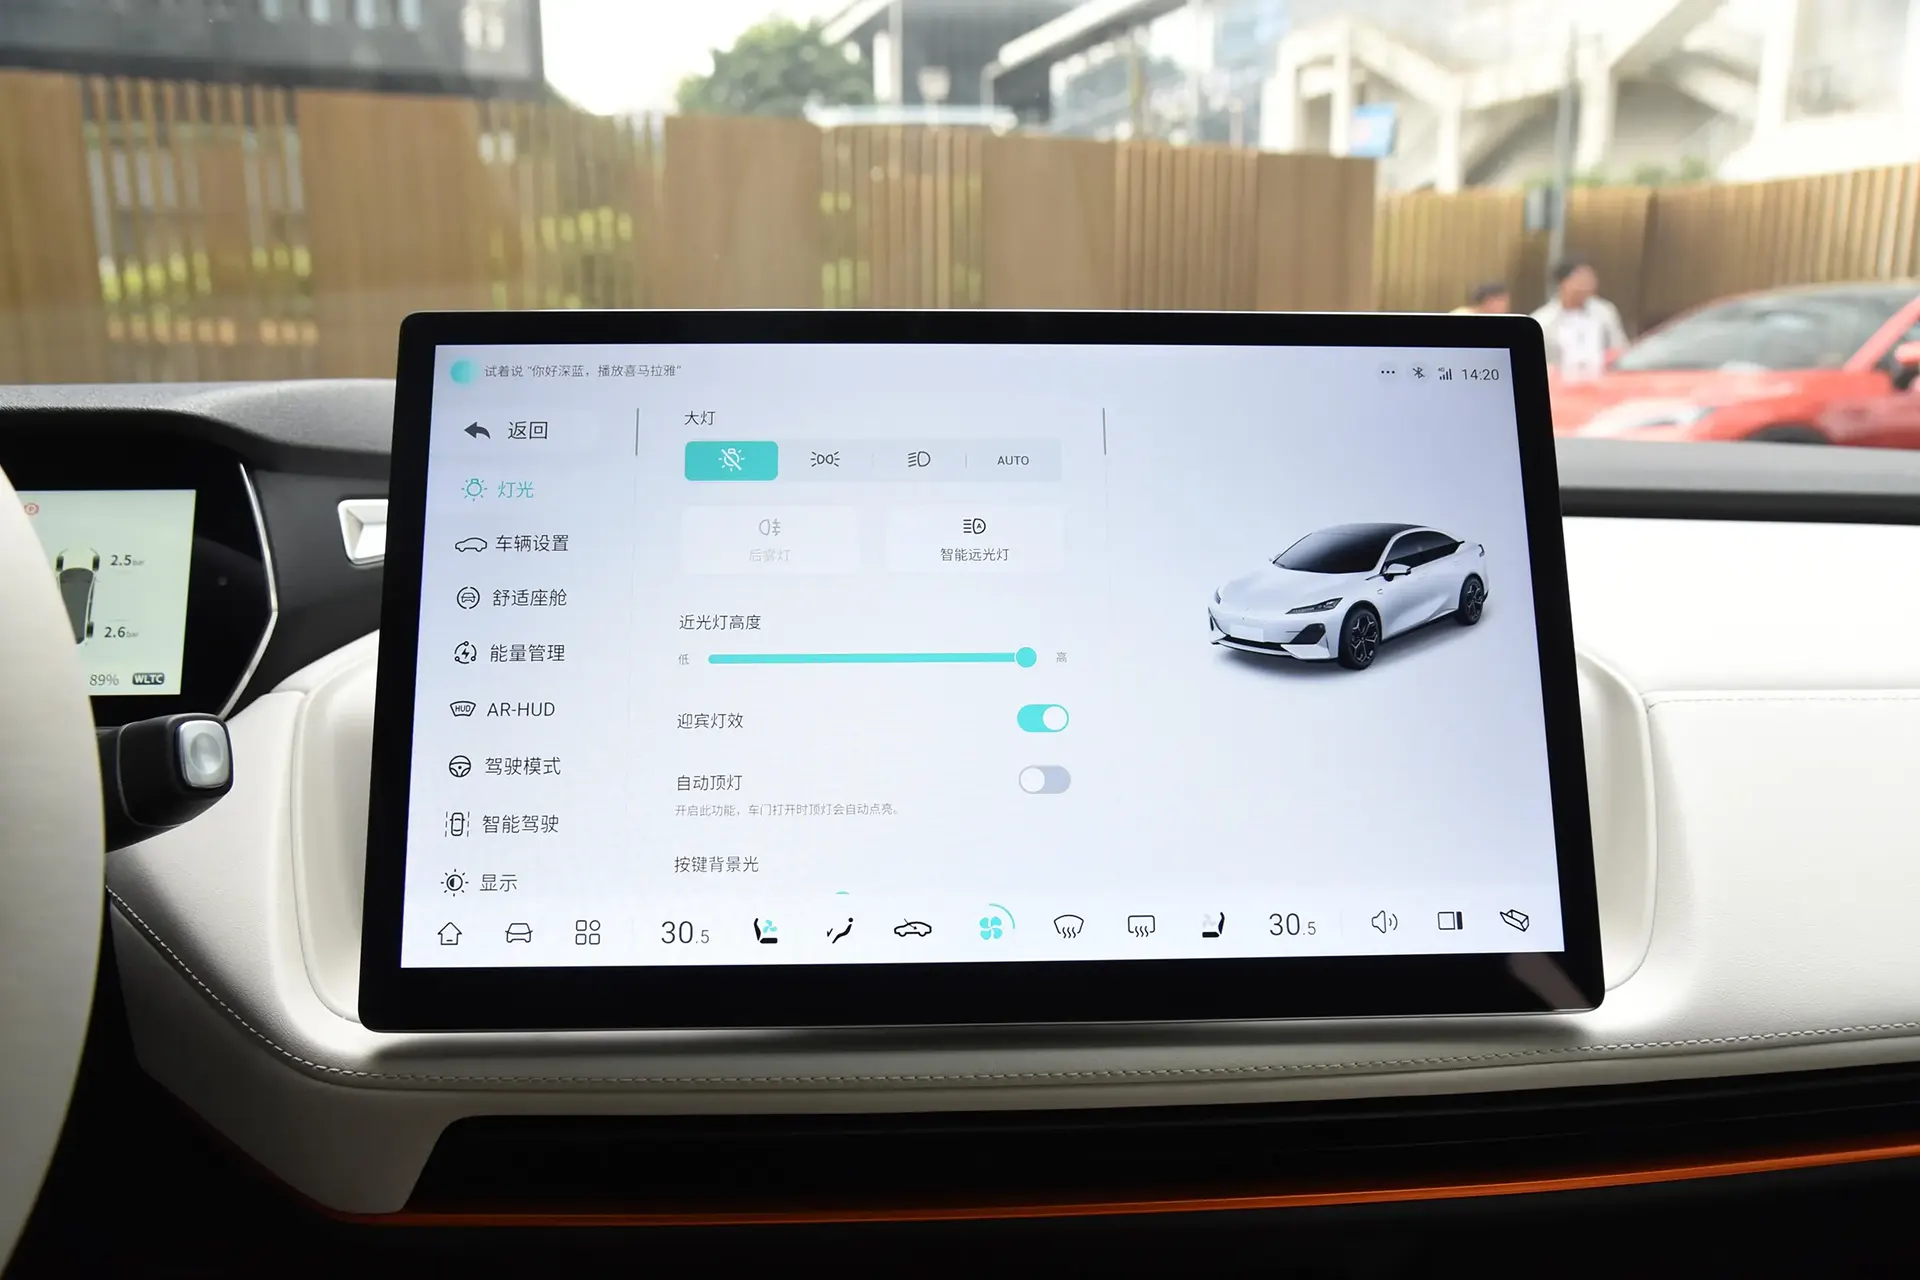 试着说 "你好深蓝，播放喜马拉雅"
14:20
返回
灯光
车辆设置
舒适座舱
能量管理
HUD AR-HUD
驾驶模式
智能驾驶
显示
大灯
AUTO
后雾灯
A 智能远光灯
近光灯高度
低 高
迎宾灯效
自动顶灯
开启此功能，车门打开时顶灯会自动点亮。
按键背景光
30.5 30.5
P
2.5 bar
2.6 bar
89% WLTC